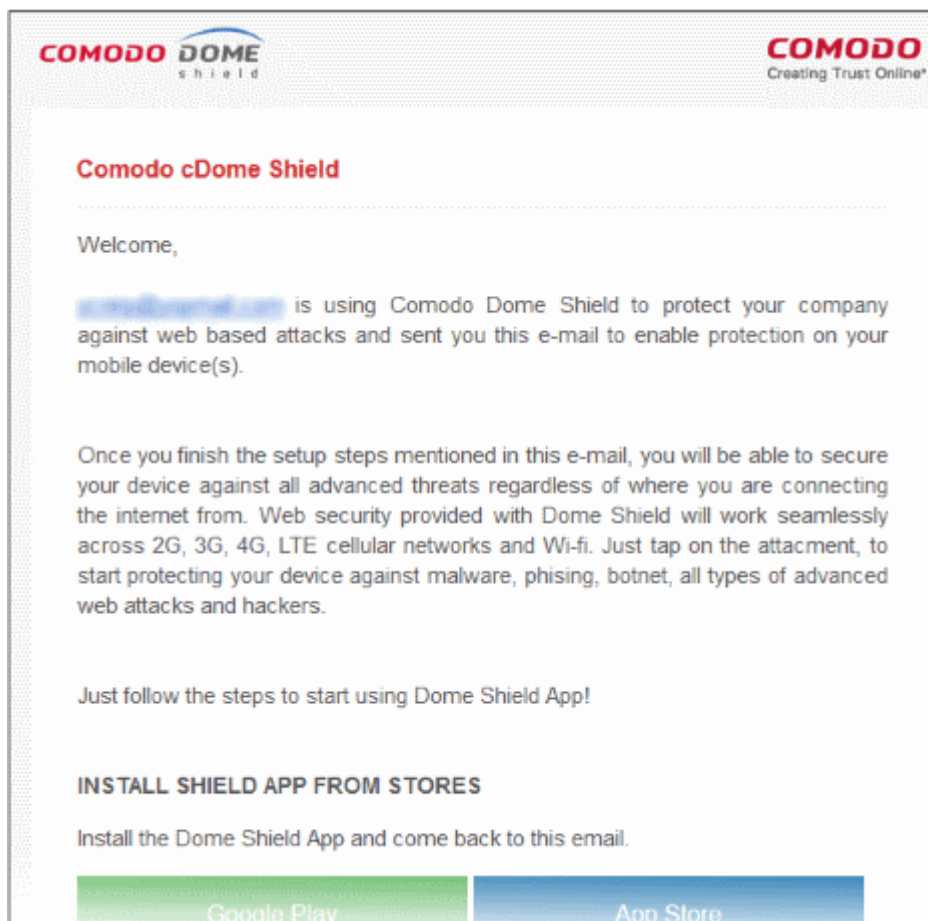 COMODO DOME
shield
COMODO
Creating Trust Online®
Comodo cDome Shield
Welcome,
is using Comodo Dome Shield to protect your company
against web based attacks and sent you this e-mail to enable protection on your
mobile device(s).
Once you finish the setup steps mentioned in this e-mail, you will be able to secure
your device against all advanced threats regardless of where you are connecting
the internet from. Web security provided with Dome Shield will work seamlessly
across 2G, 3G, 4G, LTE cellular networks and Wi-fi. Just tap on the attacment, to
start protecting your device against malware, phising, botnet, all types of advanced
web attacks and hackers.
Just follow the steps to start using Dome Shield App!
INSTALL SHIELD APP FROM STORES
Install the Dome Shield App and come back to this email.
Google Play
App Store